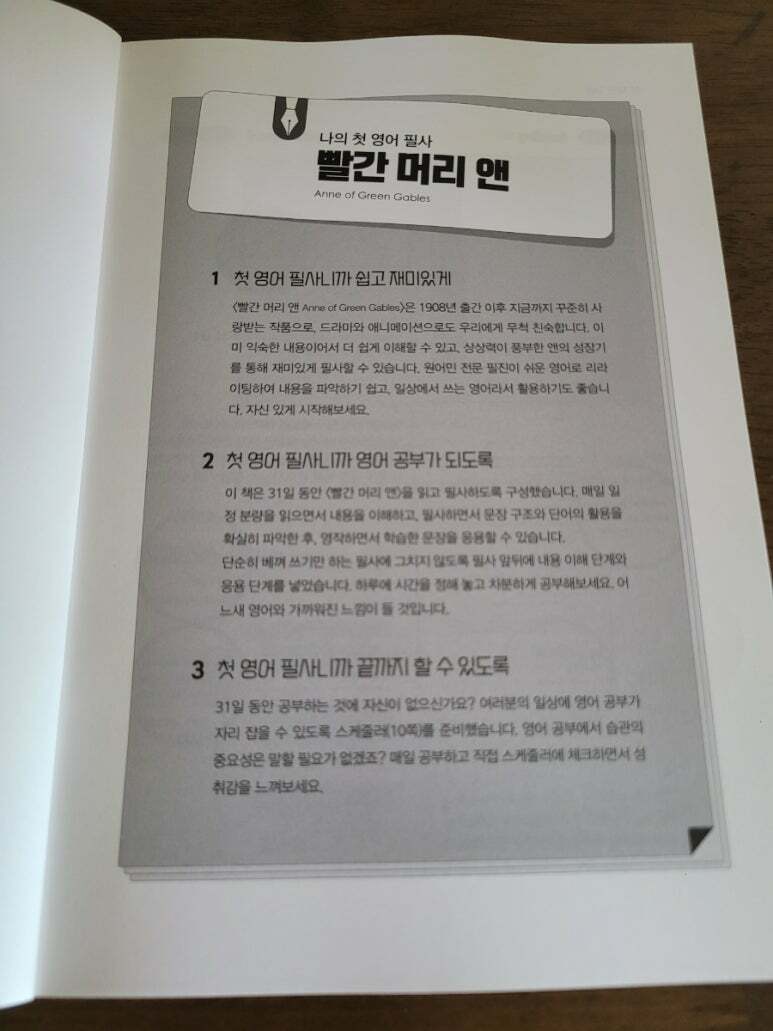 나의 첫 영어 필사
빨간 머리 앤
Anne of Green Gables
1 첫 영어 필사니까 쉽고 재미있게
〈빨간 머리 앤 Anne of Green Gables〉은 1908년 출간 이후 지금까지 꾸준히 사
랑받는 작품으로, 드라마와 애니메이션으로도 우리에게 무척 친숙합니다. 이
미 익숙한 내용이어서 더 쉽게 이해할 수 있고, 상상력이 풍부한 앤의 성장기
를 통해 재미있게 필사할 수 있습니다. 원어민 전문 필진이 쉬운 영어로 리라
이팅하여 내용을 파악하기 쉽고, 일상에서 쓰는 영어라서 활용하기도 좋습니
다. 자신 있게 시작해보세요.
2 첫 영어 필사니까 영어 공부가 되도록
이 책은 31일 동안 〈빨간 머리 앤〉을 읽고 필사하도록 구성했습니다. 매일 일
정 분량을 읽으면서 내용을 이해하고, 필사하면서 문장 구조와 단어의 활용을
확실히 파악한 후, 영작하면서 학습한 문장을 응용할 수 있습니다.
단순히 베껴 쓰기만 하는 필사에 그치지 않도록 필사 앞뒤에 내용 이해 단계와
응용 단계를 넣었습니다. 하루에 시간을 정해 놓고 차분하게 공부해보세요. 어
느새 영어와 가까워진 느낌이 들 것입니다.
3 첫 영어 필사니까 끝까지 할 수 있도록
31일 동안 공부하는 것에 자신이 없으신가요? 여러분의 일상에 영어 공부가
자리 잡을 수 있도록 스케줄러(10쪽)를 준비했습니다. 영어 공부에서 습관의
중요성은 말할 필요가 없겠죠? 매일 공부하고 직접 스케줄러에 체크하면서 성
취감을 느껴보세요.